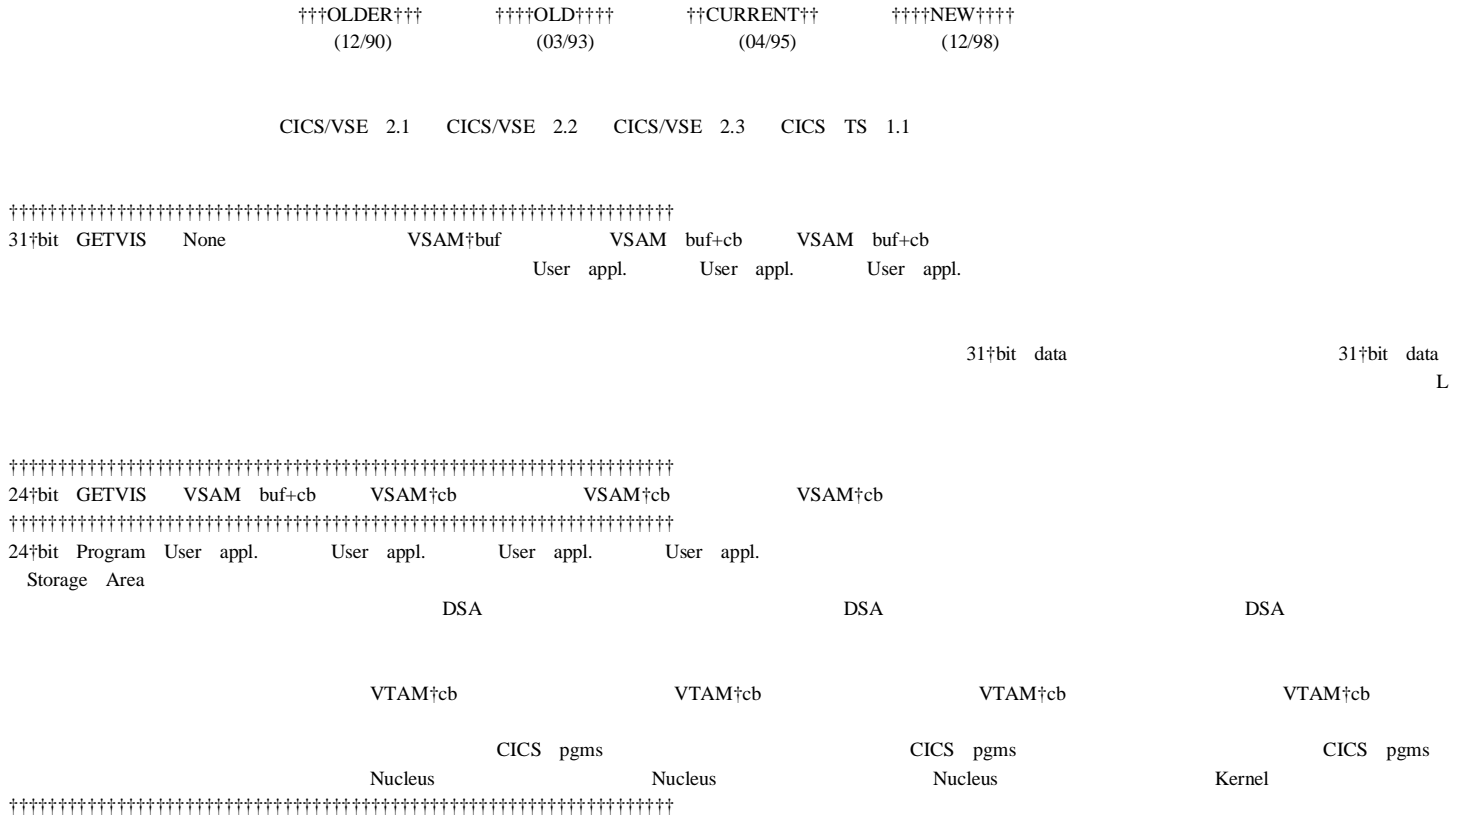 †††OLDER††† ††††OLD†††† ††CURRENT†† ††††NEW††††
(12/90) (03/93) (04/95) (12/98)
CICS/VSE 2.1 CICS/VSE 2.2 CICS/VSE 2.3 CICS TS 1.1
††††††††††††††††††††††††††††††††††††††††††††††††††††††††††††††††††††
31†bit GETVIS None VSAM†buf VSAM buf+cb VSAM buf+cb
User appl. User appl. User appl.
31†bit data 31†bit data
L
††††††††††††††††††††††††††††††††††††††††††††††††††††††††††††††††††††
24†bit GETVIS VSAM buf+cb VSAM†cb VSAM†cb VSAM†cb
††††††††††††††††††††††††††††††††††††††††††††††††††††††††††††††††††††
24†bit Program User appl. User appl. User appl. User appl.
Storage Area
DSA DSA DSA
VTAM†cb VTAM†cb VTAM†cb VTAM†cb
CICS pgms CICS pgms CICS pgms
Nucleus Nucleus Nucleus Kernel
††††††††††††††††††††††††††††††††††††††††††††††††††††††††††††††††††††